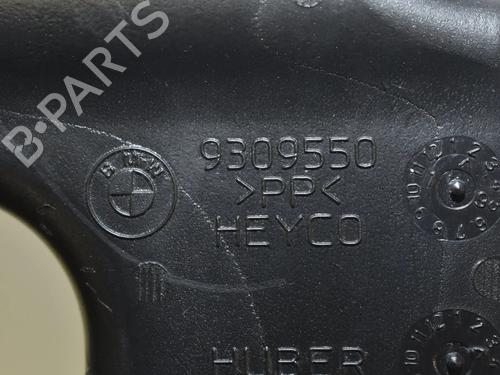 B-PARTS
BMW
9309550
>PP<
HEYCO
HUBER